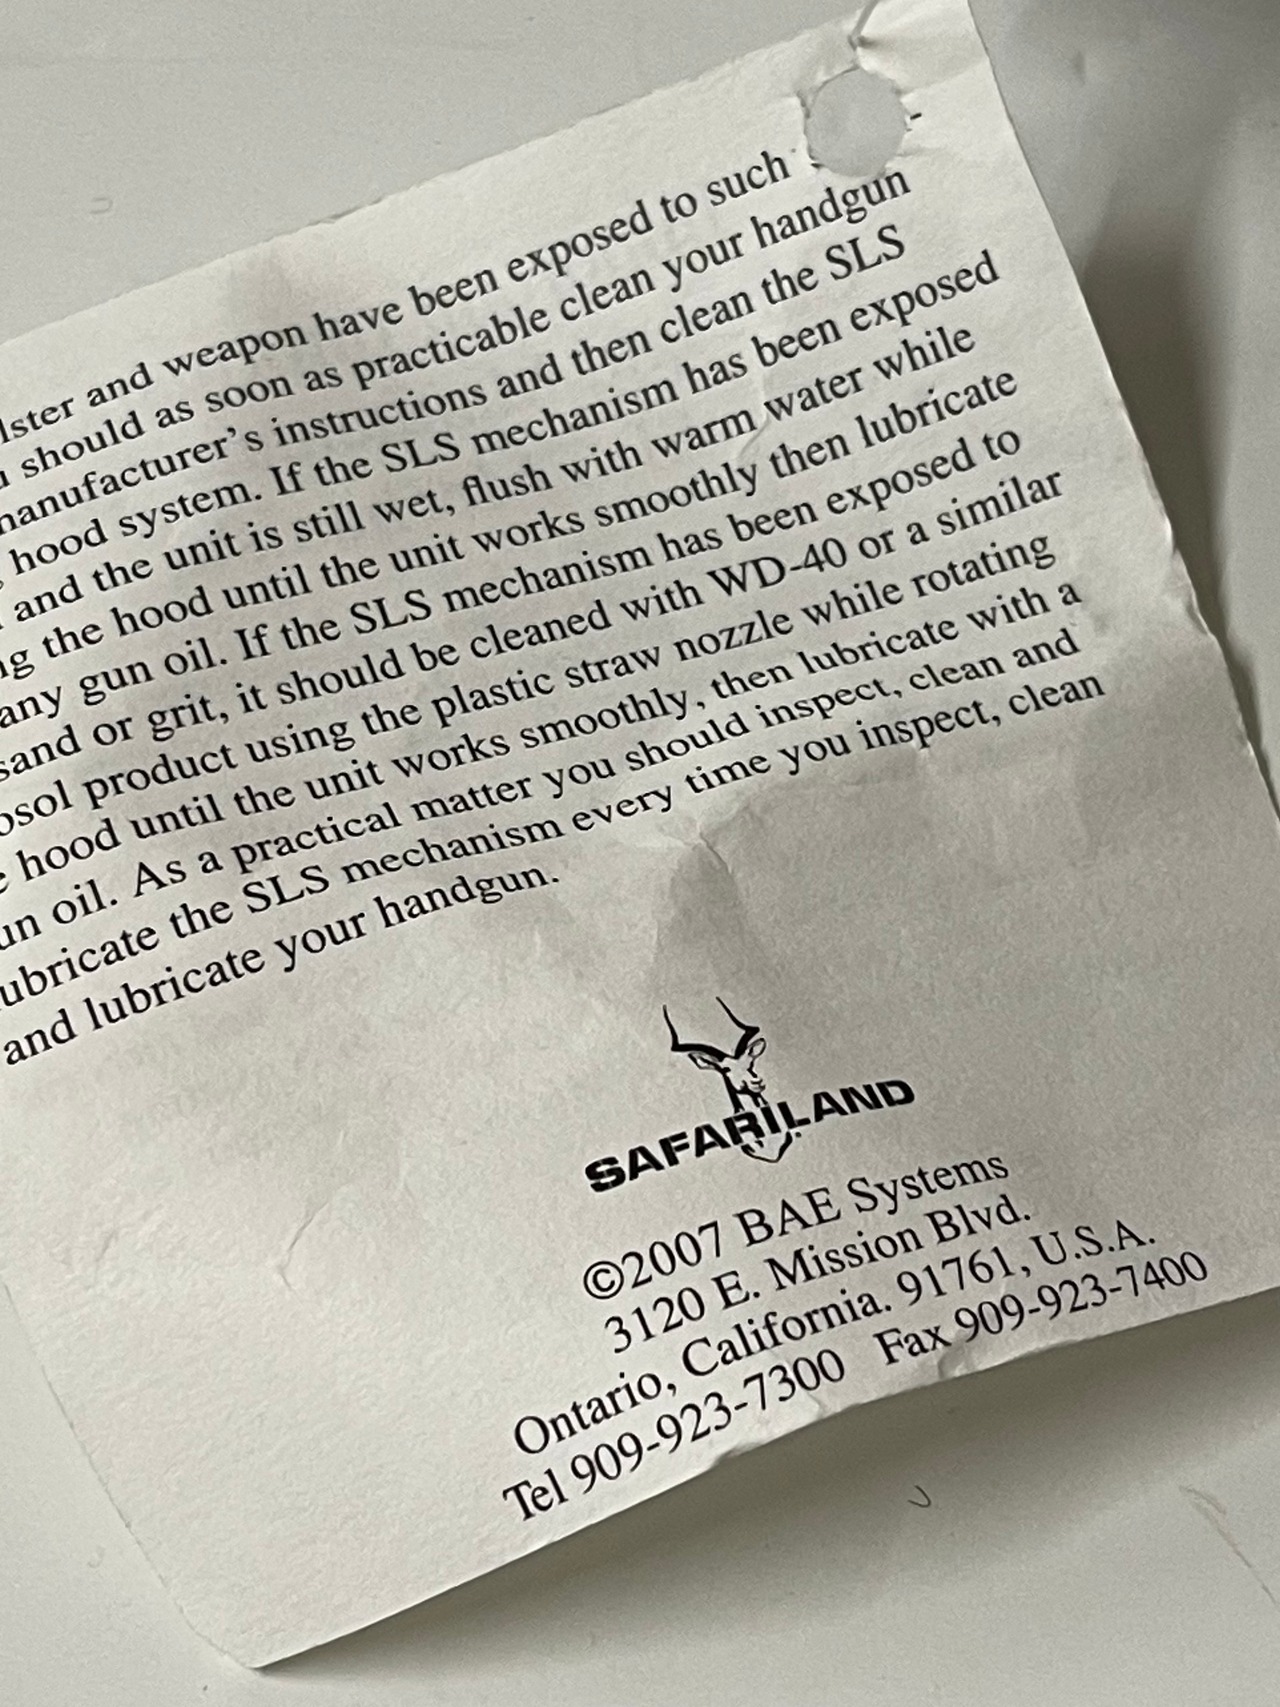 and weapon have been exposed to such
should as soon as practicable clean your handgun
manufacturer's instructions and then clean the SLS
hood system. If the SLS mechanism has been exposed
and the unit is still wet, flush with warm water while
the hood until the unit works smoothly then lubricate
any gun oil. If the SLS mechanism has been exposed to
sand or grit, it should be cleaned with WD-40 or a similar
product using the plastic straw nozzle while rotating
hood until the unit works smoothly, then lubricate with a
oil. As a practical matter you should inspect, clean and
lubricate the SLS mechanism every time you inspect, clean
and lubricate your handgun.
SAFARILAND
©2007 BAE Systems
3120 E. Mission Blvd.
Ontario, California. 91761, U.S.A.
Tel 909-923-7300 Fax 909-923-7400